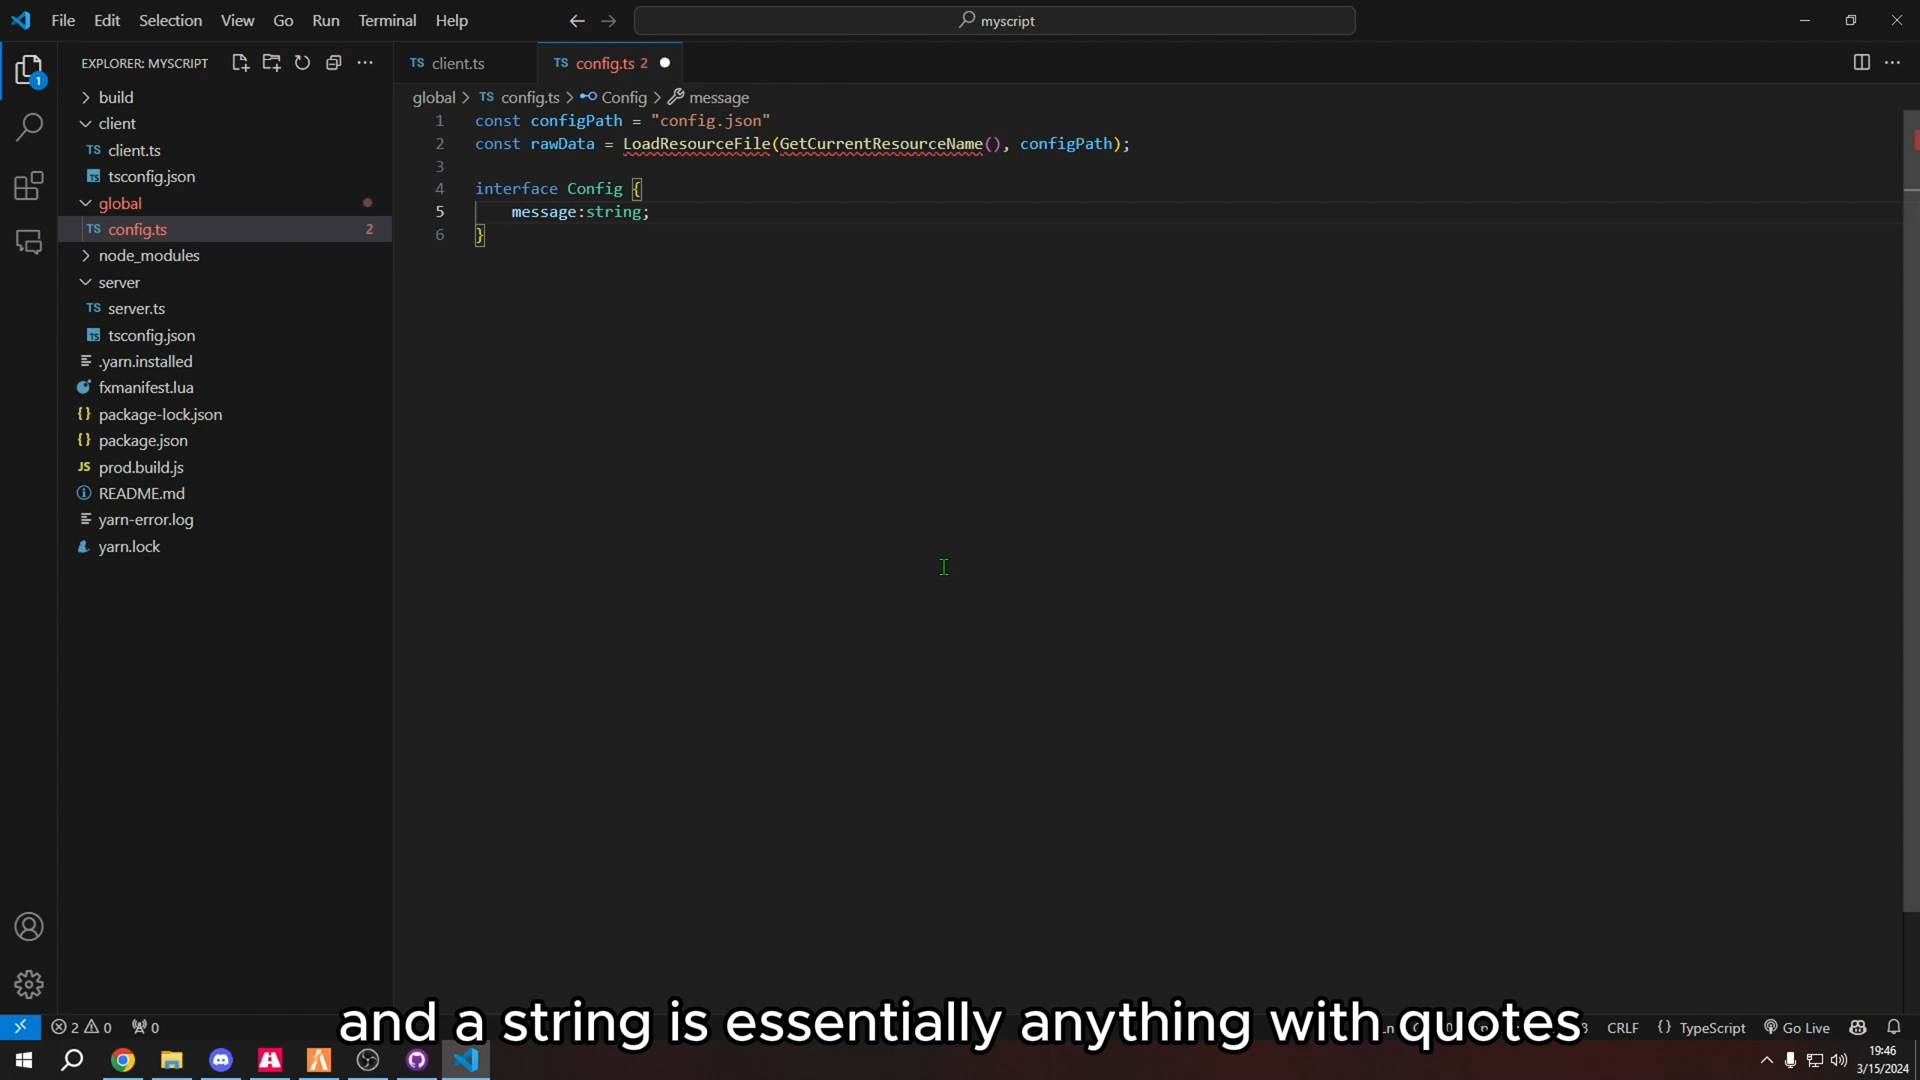 File Edit Selection View Go Run Terminal Help
myscript
EXPLORER: MYSCRIPT
client.ts
config.ts 2
global > config.ts > Config > message
build
client
client.ts
tsconfig.json
global
config.ts 2
node_modules
server
server.ts
tsconfig.json
.yarn.installed
fxmanifest.lua
package-lock.json
package.json
prod.build.js
README.md
yarn-error.log
yarn.lock
1 const configPath = "config.json"
2 const rawData = LoadResourceFile(GetCurrentResourceName(), configPath);
3
4 interface Config {
5 message:string;
6 }
and a string is essentially anything with quotes
2 0 0
CRLF {} TypeScript Go Live
19:46
3/15/2024